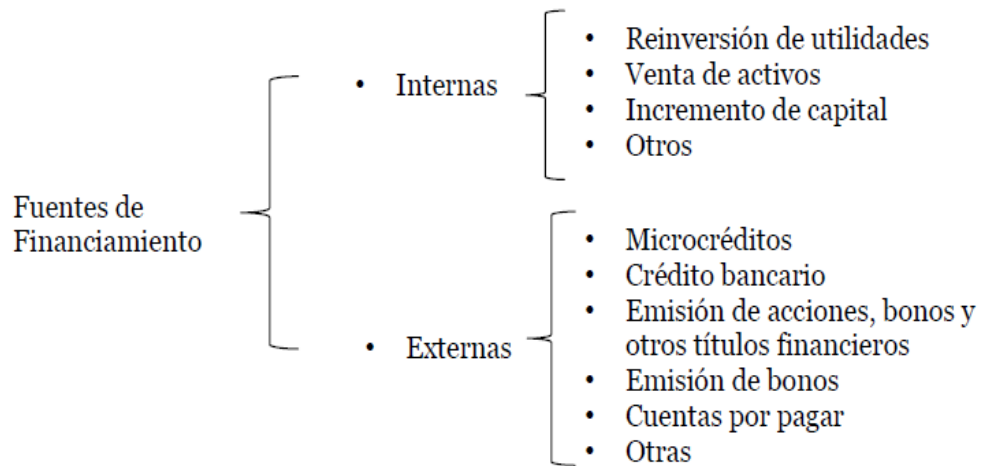 Fuentes de
Financiamiento
• Internas
• Reinversión de utilidades
• Venta de activos
• Incremento de capital
• Otros
• Externas
• Microcréditos
• Crédito bancario
• Emisión de acciones, bonos y
otros títulos financieros
• Emisión de bonos
• Cuentas por pagar
• Otras